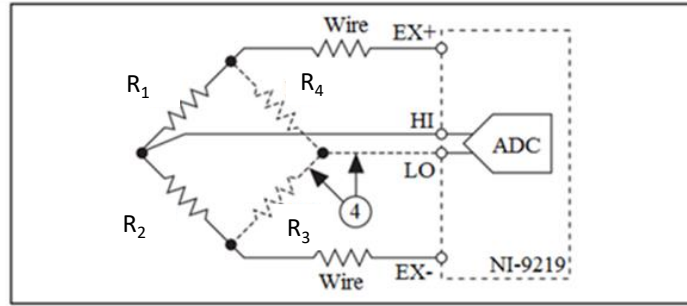 Wire EX+
R1 R4
HI
ADC
LO
R2 R3 4
Wire EX- NI-9219